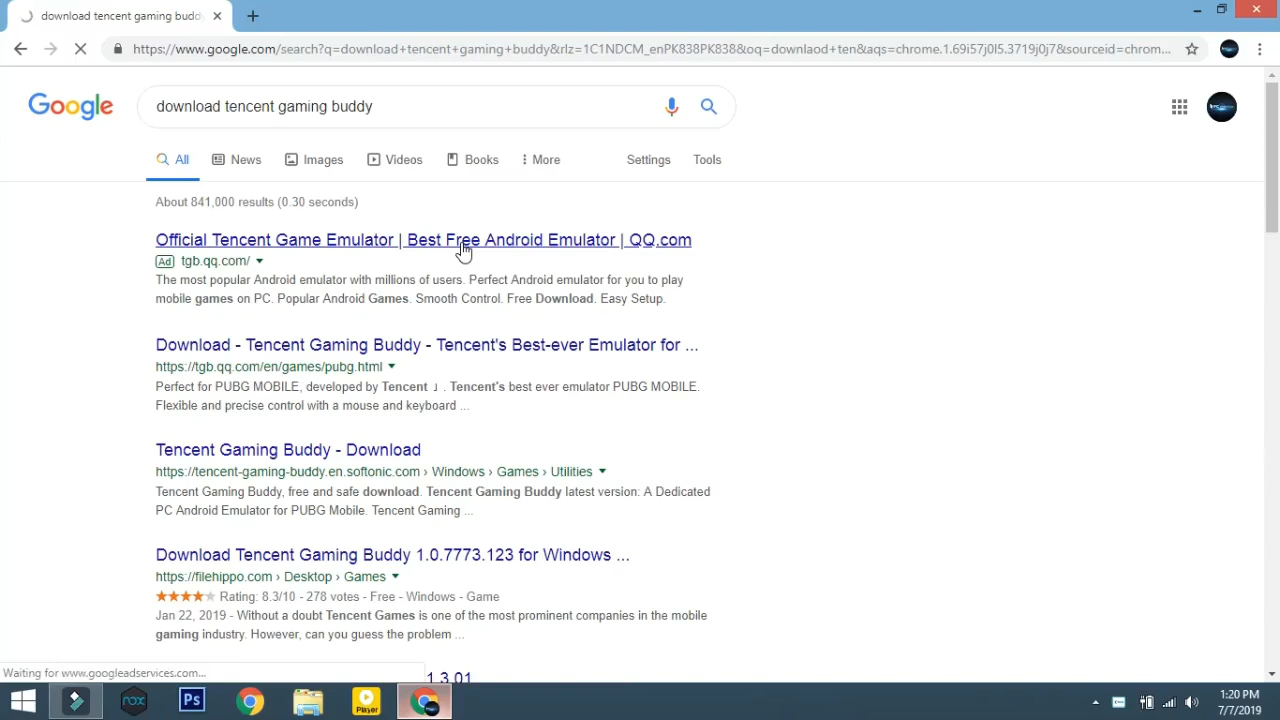 download tencent gaming budd
https://www.google.com/search?q=download+tencent+gaming+buddy&rlz=1C1NDCM_enPK838PK838&oq=downlaod+ten&aqs=chrome.1.69i57j0l5.3719j0j7&sourceid=chrom...
Google
download tencent gaming buddy
All News Images Videos Books More Settings Tools
About 841,000 results (0.30 seconds)
Official Tencent Game Emulator | Best Free Android Emulator | QQ.com
Ad tgb.qq.com/
The most popular Android emulator with millions of users. Perfect Android emulator for you to play
mobile games on PC. Popular Android Games. Smooth Control. Free Download. Easy Setup.
Download - Tencent Gaming Buddy - Tencent's Best-ever Emulator for ...
https://tgb.qq.com/en/games/pubg.html
Perfect for PUBG MOBILE, developed by Tencent 」. Tencent's best ever emulator PUBG MOBILE.
Flexible and precise control with a mouse and keyboard ...
Tencent Gaming Buddy - Download
https://tencent-gaming-buddy.en.softonic.com › Windows › Games › Utilities
Tencent Gaming Buddy, free and safe download. Tencent Gaming Buddy latest version: A Dedicated
PC Android Emulator for PUBG Mobile. Tencent Gaming ...
Download Tencent Gaming Buddy 1.0.7773.123 for Windows ...
https://filehippo.com › Desktop › Games
Rating: 8.3/10 - 278 votes - Free - Windows - Game
Jan 22, 2019 - Without a doubt Tencent Games is one of the most prominent companies in the mobile
gaming industry. However, can you guess the problem ...
Waiting for www.googleadservices.com...
1.3.01
nox
Ps
Player
1:20 PM
7/7/2019